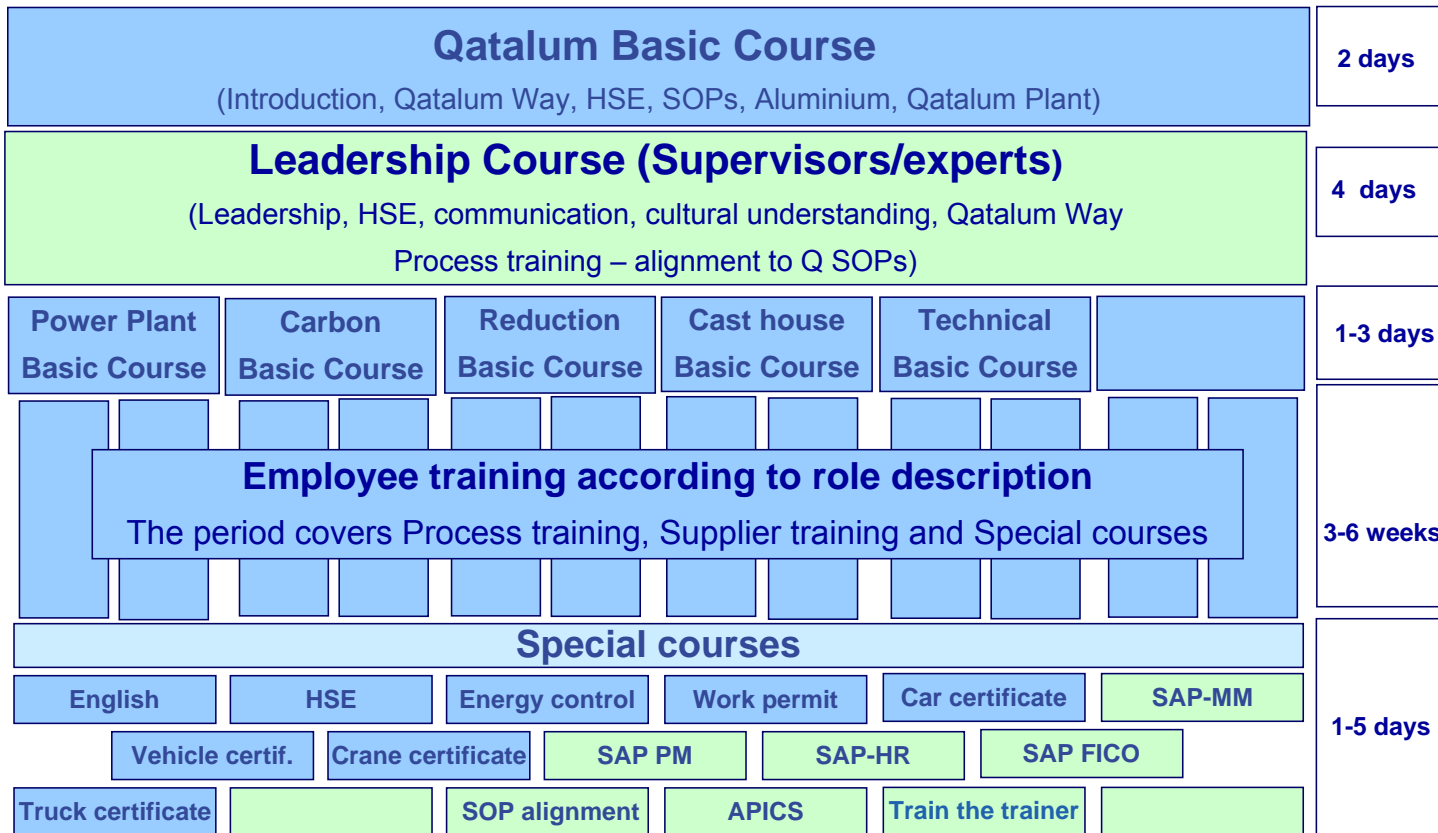 Qatalum Basic Course
(Introduction, Qatalum Way, HSE, SOPs, Aluminium, Qatalum Plant)
2 days
Leadership Course (Supervisors/experts)
(Leadership, HSE, communication, cultural understanding, Qatalum Way
Process training – alignment to Q SOPs)
4 days
Power Plant
Basic Course
Carbon
Basic Course
Reduction
Basic Course
Cast house
Basic Course
Technical
Basic Course
1-3 days
Employee training according to role description
The period covers Process training, Supplier training and Special courses
3-6 weeks
Special courses
English
HSE
Energy control
Work permit
Car certificate
SAP-MM
Vehicle certif.
Crane certificate
SAP PM
SAP-HR
SAP FICO
1-5 days
Truck certificate
SOP alignment
APICS
Train the trainer